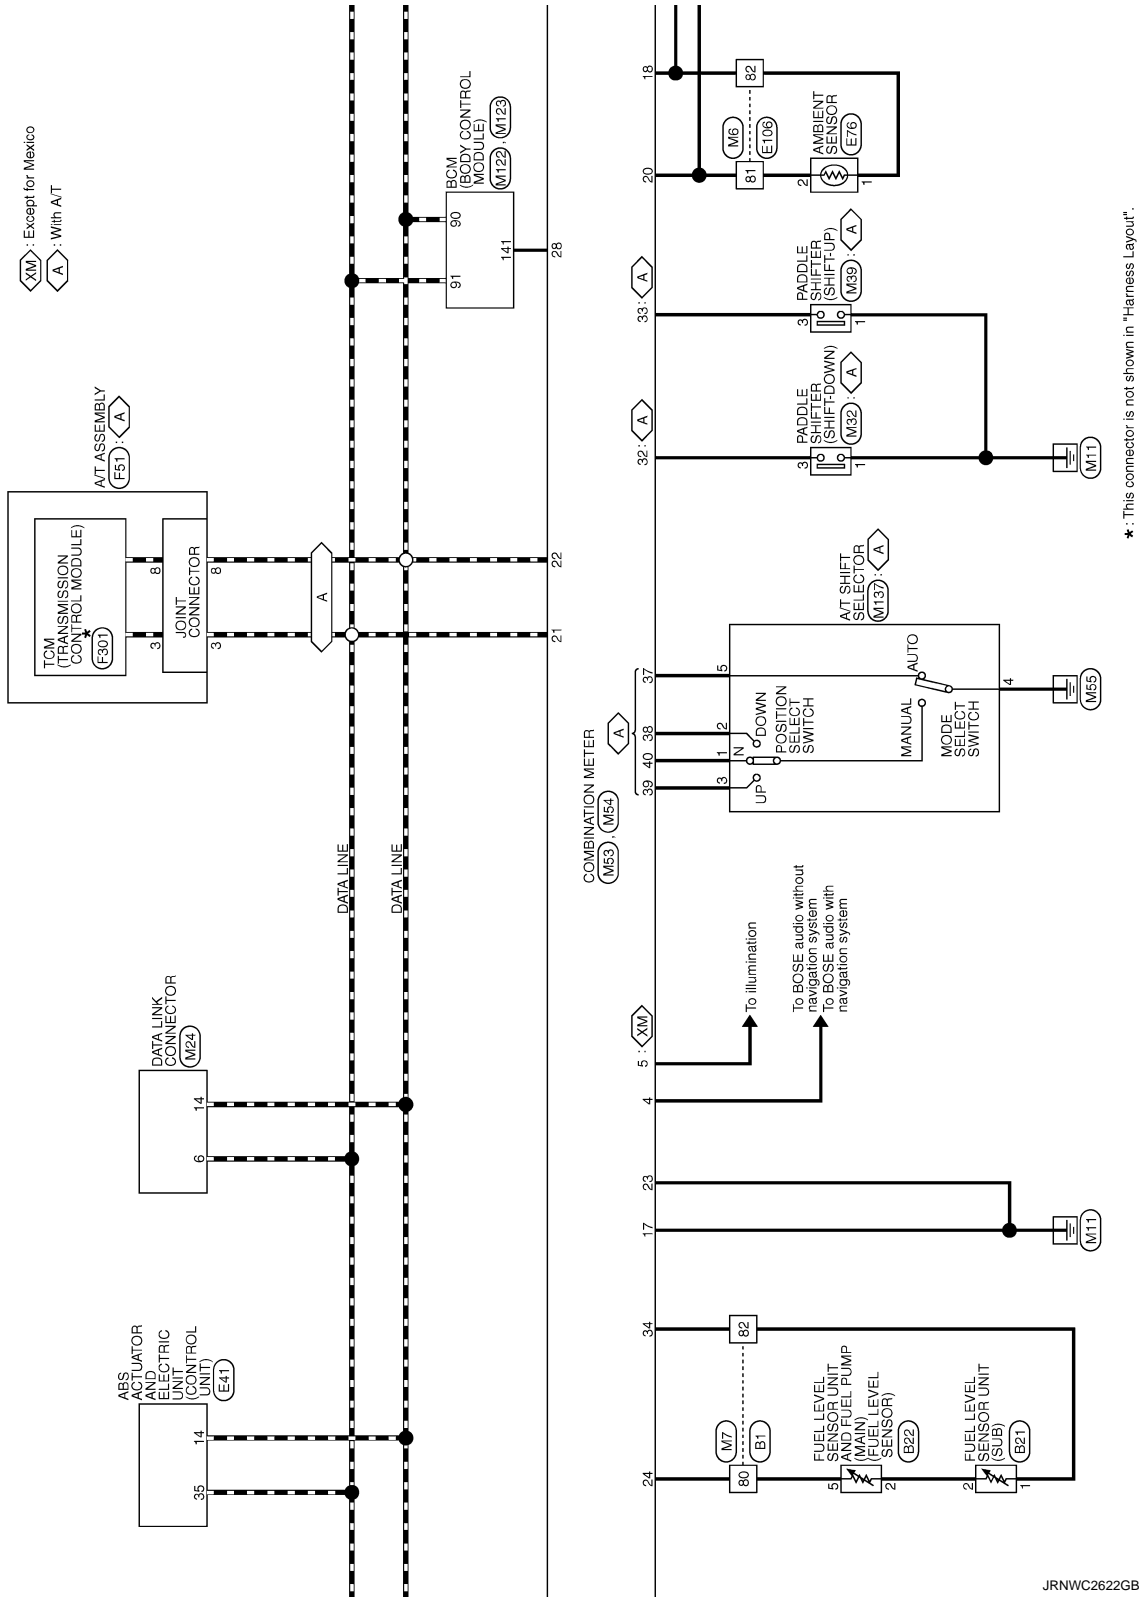 XM : Except for Mexico
A : With A/T
ABS
ACTUATOR
AND
ELECTRIC
UNIT
(CONTROL
UNIT)
E41
35
14
DATA LINK
CONNECTOR
M24
6
14
DATA LINE
DATA LINE
TCM
(TRANSMISSION
CONTROL MODULE)
*
F301
3
8
JOINT
CONNECTOR
3
8
A/T ASSEMBLY
F51 : A
A
21
22
BCM
(BODY CONTROL
MODULE)
M122 , M123
91
90
141
28
COMBINATION METER
M53 , M54
24
34
M7
B1
80
82
FUEL LEVEL
SENSOR UNIT
AND FUEL PUMP
(MAIN)
(FUEL LEVEL
SENSOR)
B22
5
2
FUEL LEVEL
SENSOR UNIT
(SUB)
B21
2
1
17
23
M11
4
5 : XM
To illumination
To BOSE audio without
navigation system
To BOSE audio with
navigation system
A
39
40
38
37
3
1
2
5
UP
N
DOWN
POSITION
SELECT
SWITCH
MANUAL
AUTO
MODE
SELECT
SWITCH
4
M55
A/T SHIFT
SELECTOR
M137 : A
32 : A
33 : A
PADDLE
SHIFTER
(SHIFT-DOWN)
M32 : A
3
1
PADDLE
SHIFTER
(SHIFT-UP)
M39 : A
3
1
M11
20
18
M6
E106
81
82
AMBIENT
SENSOR
E76
2
1
* : This connector is not shown in "Harness Layout".
JRNWC2622GB